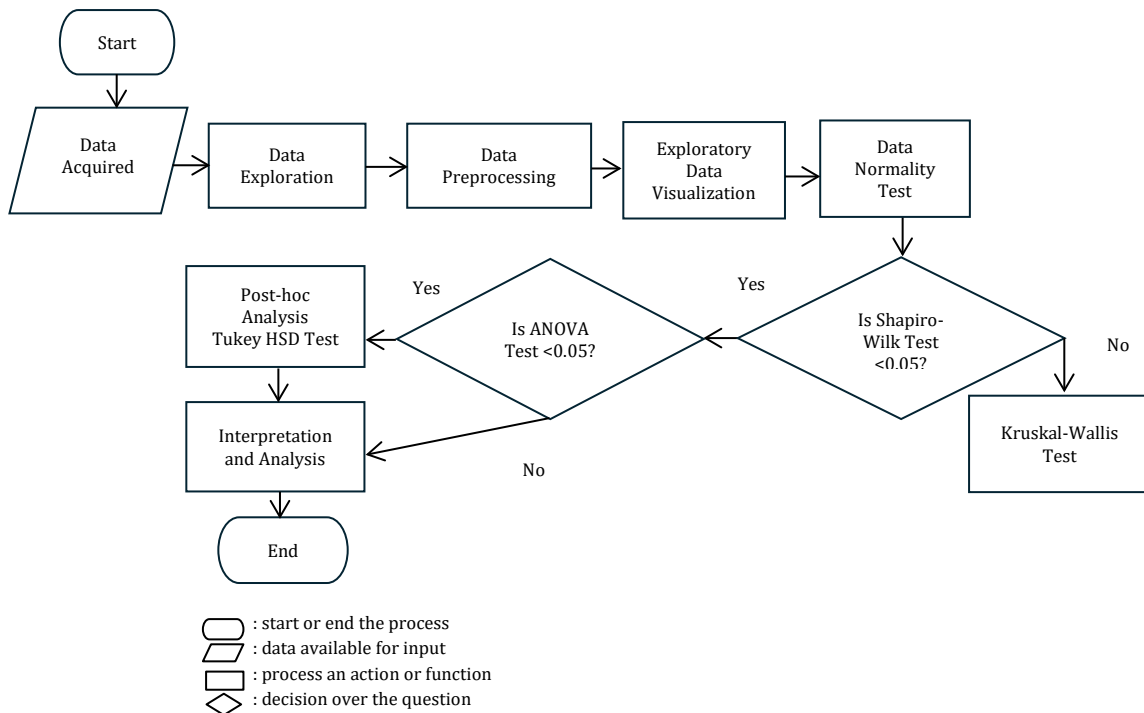 Start
Data
Acquired
Data
Exploration
Data
Preprocessing
Exploratory
Data
Visualization
Data
Normality
Test
Is Shapiro-
Wilk Test
<0.05?
Yes
No
Kruskal-Wallis
Test
Is ANOVA
Test <0.05?
Yes
No
Post-hoc
Analysis
Tukey HSD Test
Interpretation
and Analysis
End
: start or end the process
: data available for input
: process an action or function
: decision over the question